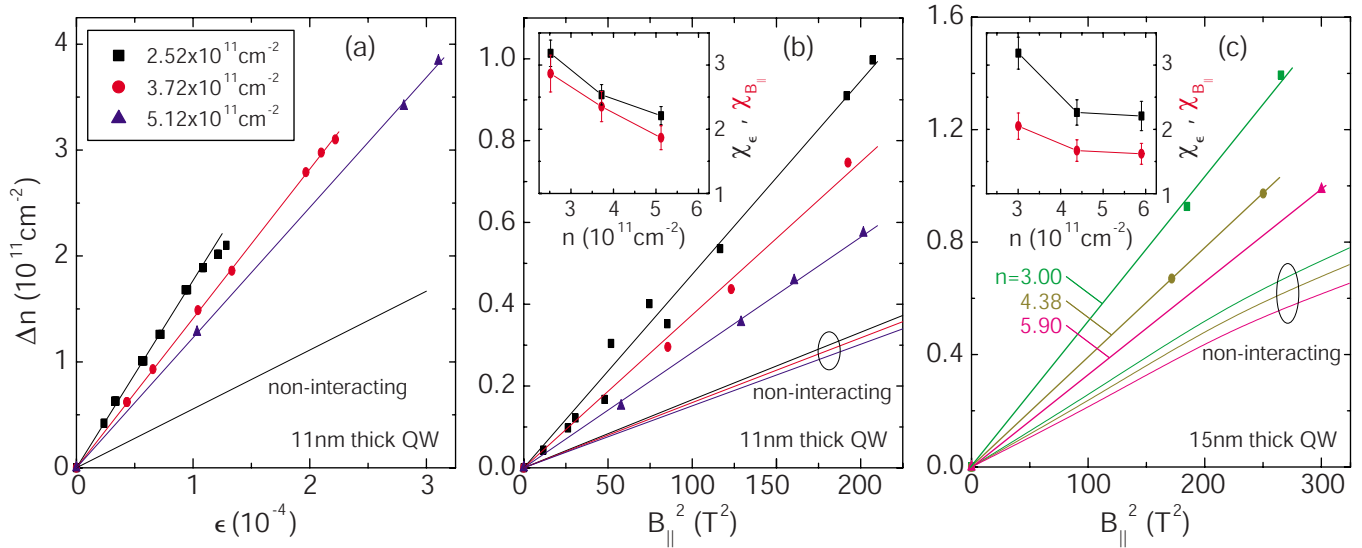 (a)
2.52x10¹¹cm⁻²
3.72x10¹¹cm⁻²
5.12x10¹¹cm⁻²
4
3
2
1
0
Δn (10¹¹cm⁻²)
non-interacting
11nm thick QW
0 1 2 3
ϵ (10⁻⁴)
(b)
1.0
0.8
0.6
0.4
0.2
0.0
3
2
1
χϵ , χB||
3 4 5 6
n (10¹¹cm⁻²)
non-interacting
11nm thick QW
0 50 100 150 200
B||² (T²)
(c)
1.6
1.2
0.8
0.4
0.0
3
2
1
χϵ , χB||
3 4 5 6
n (10¹¹cm⁻²)
n=3.00
4.38
5.90
non-interacting
15nm thick QW
0 100 200 300
B||² (T²)